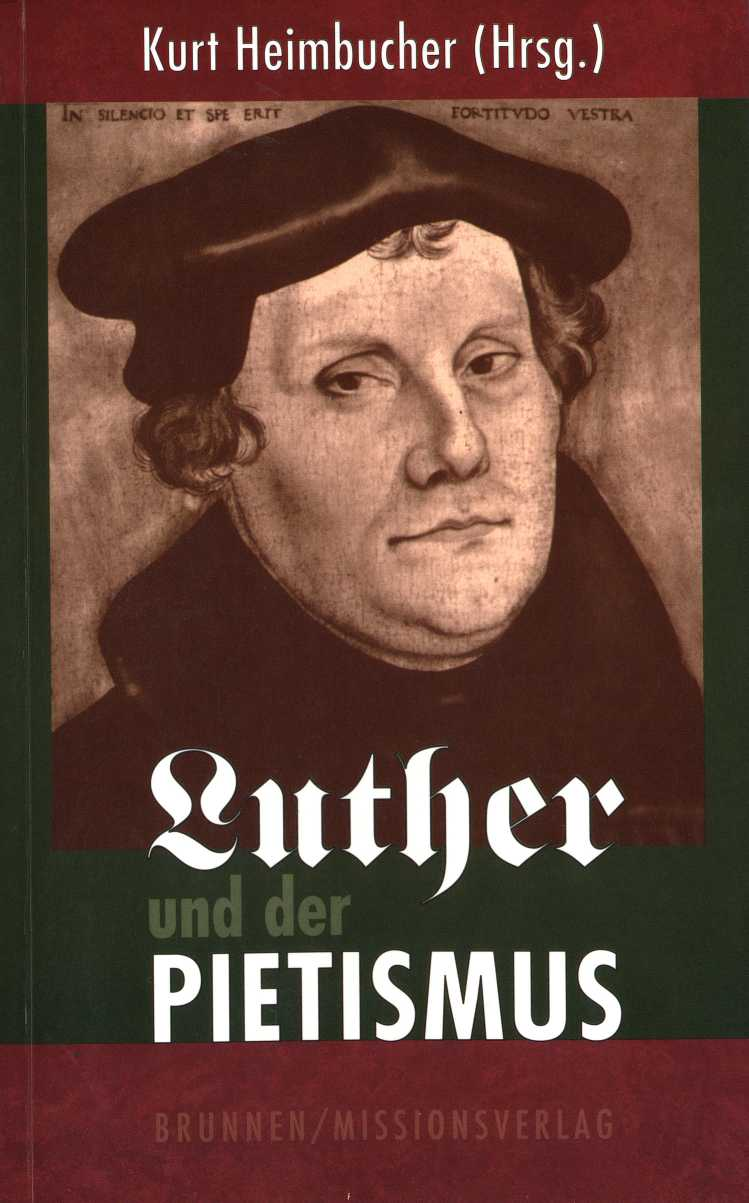 Kurt Heimbucher (Hrsg.)
IN SILENCIO ET SPE ERIT FORTITVDO VESTRA
Luther
und der
PIETISMUS
BRUNNEN/MISSIONSVERLAG